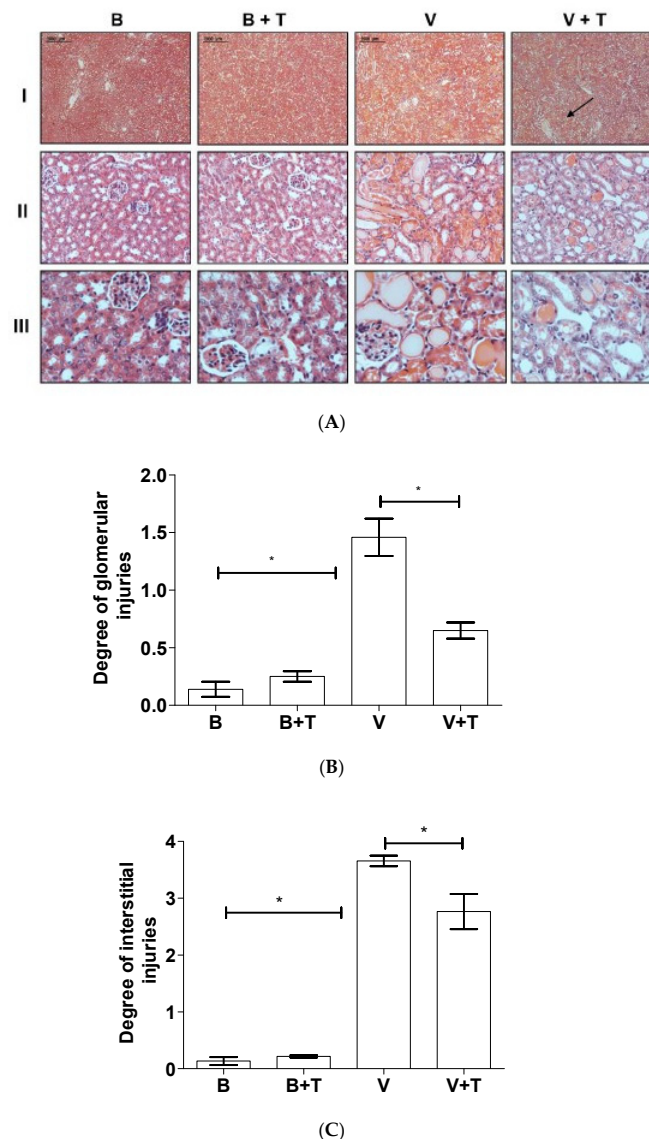 B B + T V V + T
I
II
III
(A)
Degree of glomerular
injuries
2.0
1.5
1.0
0.5
0.0
*
*
B B+T V V+T
(B)
Degree of interstitial
injuries
4
3
2
1
0
*
*
B B+T V V+T
(C)